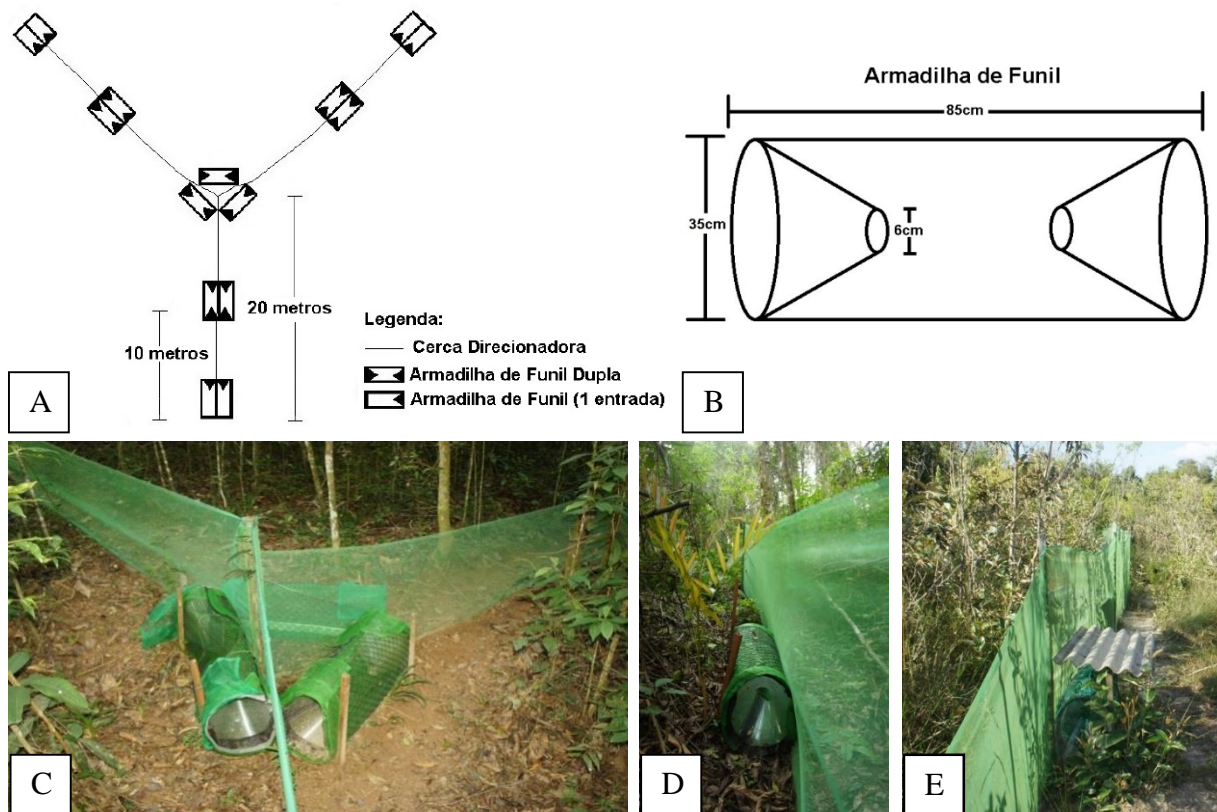 20 metros
10 metros
Legenda:
Cerca Direcionadora
Armadilha de Funil Dupla
Armadilha de Funil (1 entrada)
A
Armadilha de Funil
85cm
35cm
6cm
B
C
D
E